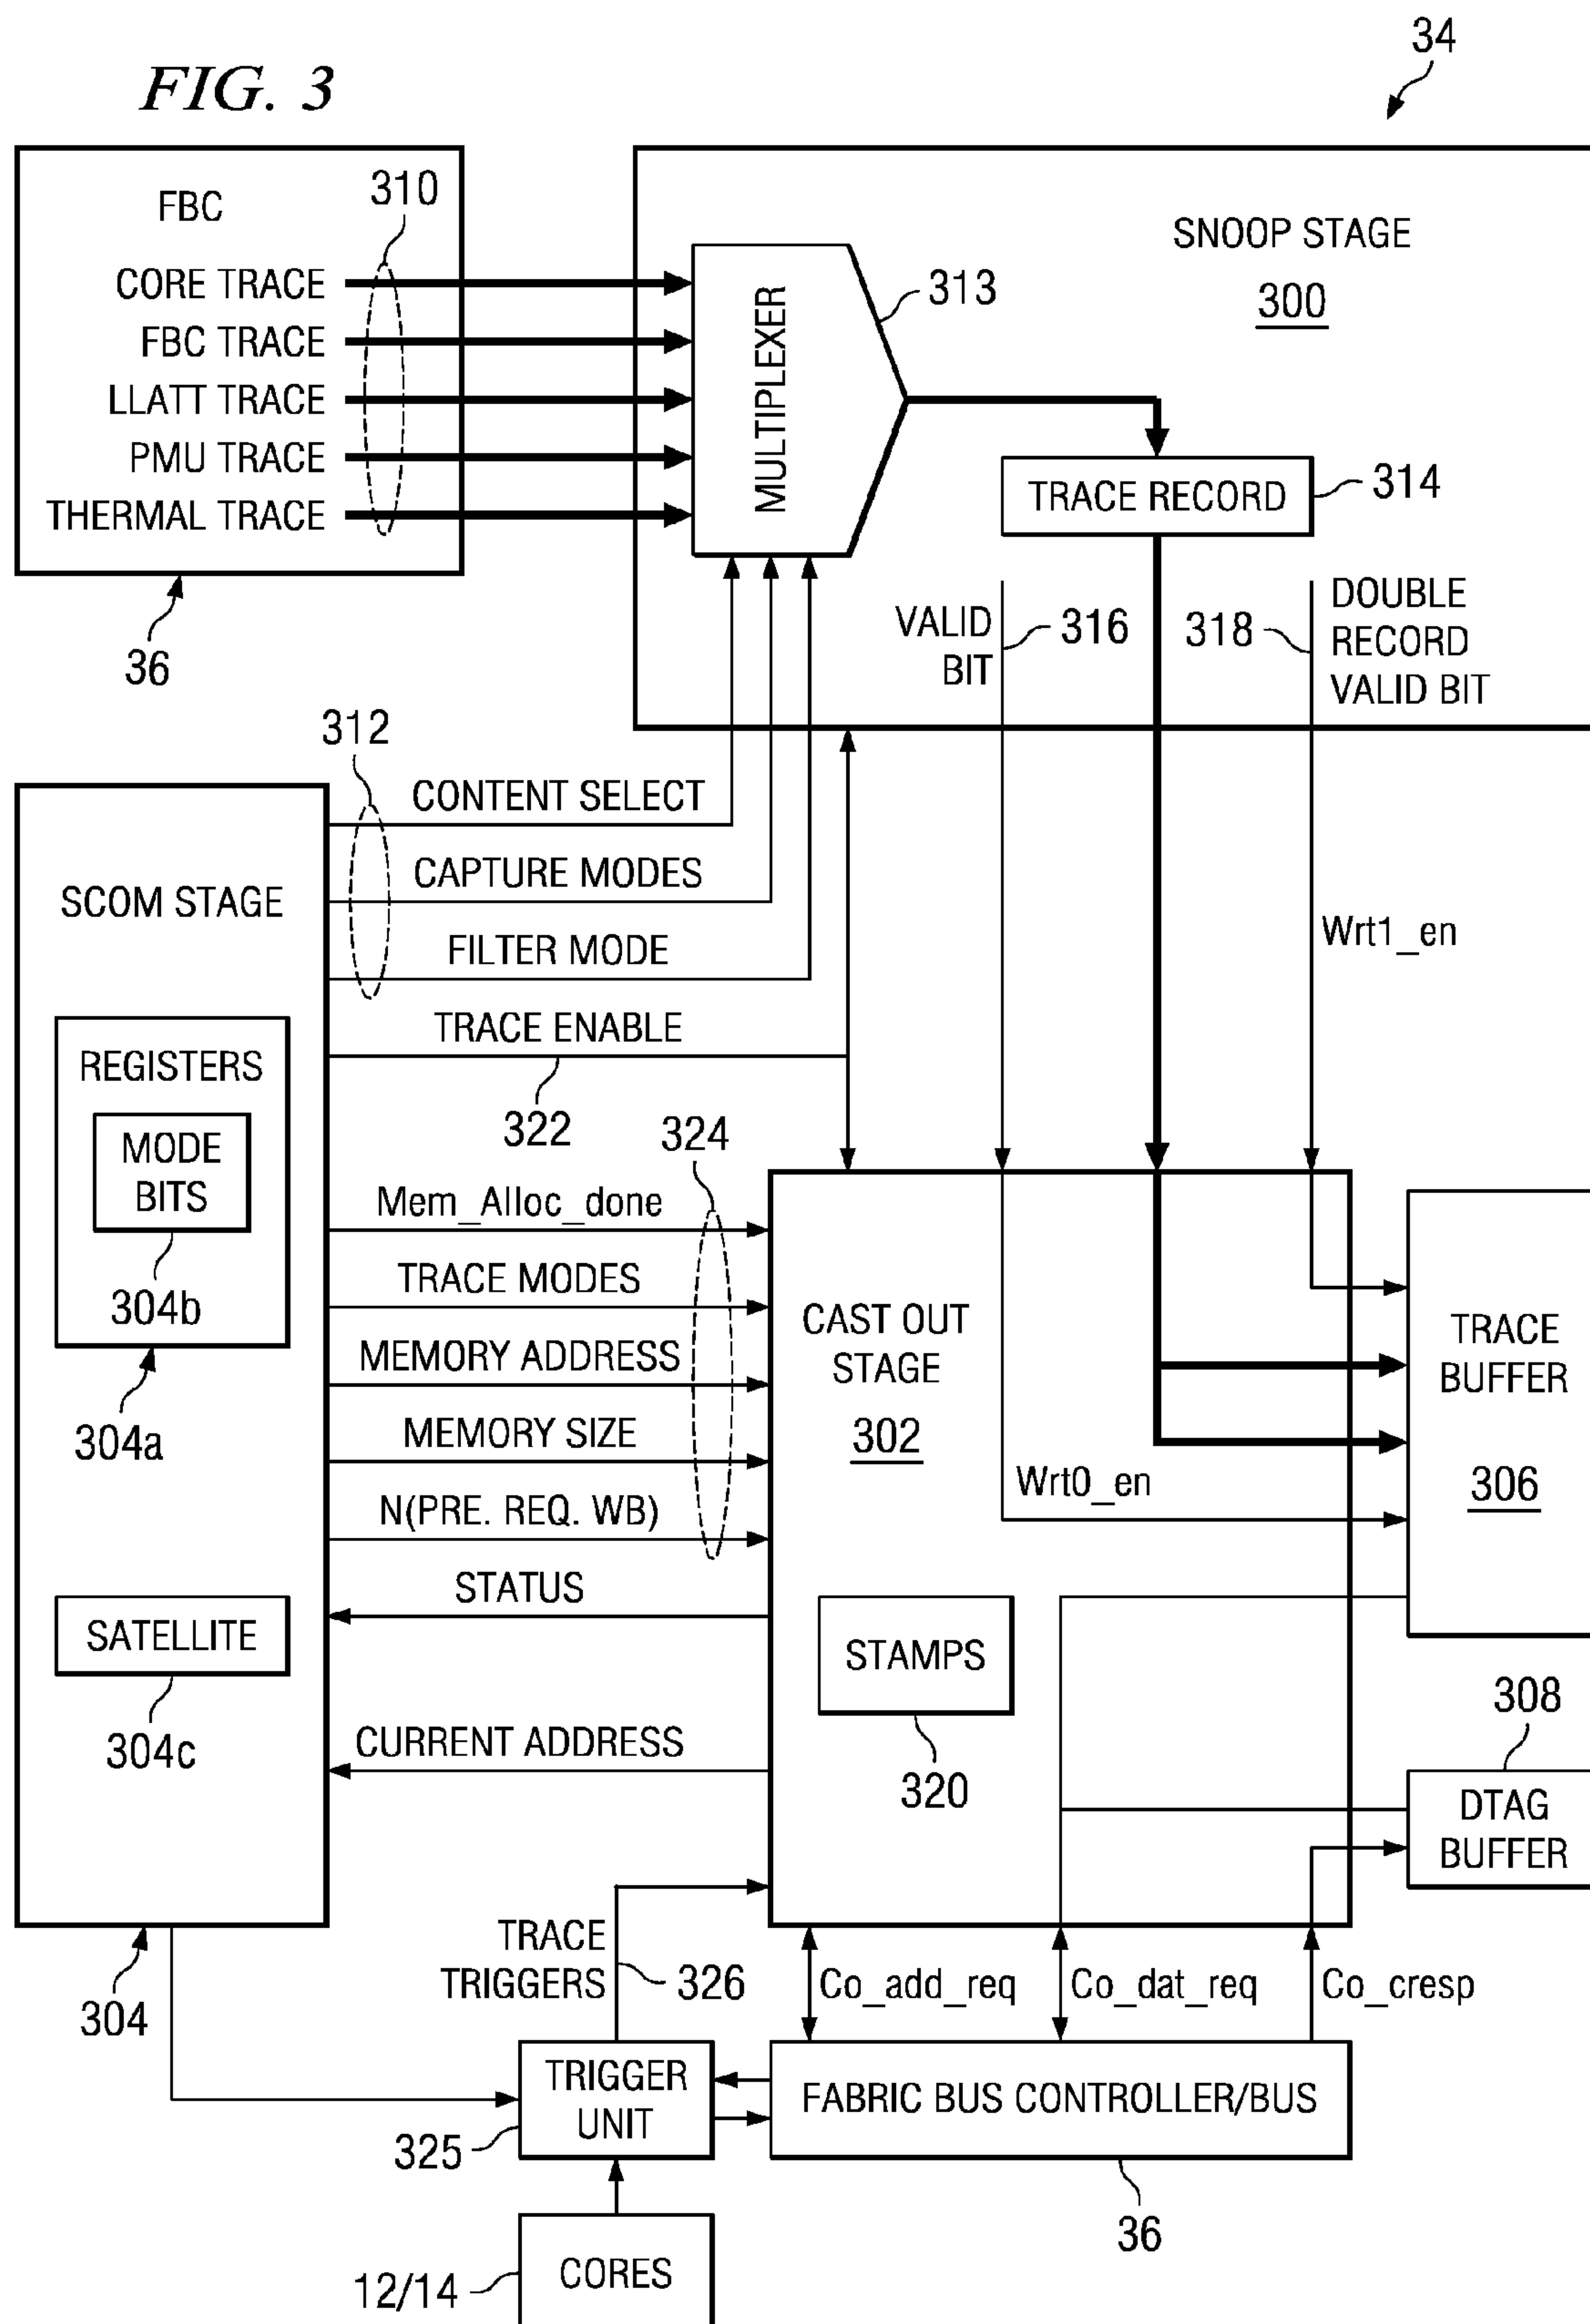 34
FIG. 3
FBC
310
CORE TRACE
FBC TRACE
LLATT TRACE
PMU TRACE
THERMAL TRACE
36
SNOOP STAGE
300
MULTIPLEXER
313
TRACE RECORD
314
VALID
BIT
316
318
DOUBLE
RECORD
VALID BIT
312
CONTENT SELECT
CAPTURE MODES
FILTER MODE
TRACE ENABLE
322
SCOM STAGE
REGISTERS
MODE
BITS
304b
304a
SATELLITE
304c
304
324
Mem_Alloc_done
TRACE MODES
MEMORY ADDRESS
MEMORY SIZE
N(PRE. REQ. WB)
STATUS
CURRENT ADDRESS
Wrt1_en
CAST OUT
STAGE
302
Wrt0_en
STAMPS
320
TRACE
BUFFER
306
308
DTAG
BUFFER
TRACE
TRIGGERS
326
Co_add_req
Co_dat_req
Co_cresp
TRIGGER
UNIT
325
FABRIC BUS CONTROLLER/BUS
36
CORES
12/14